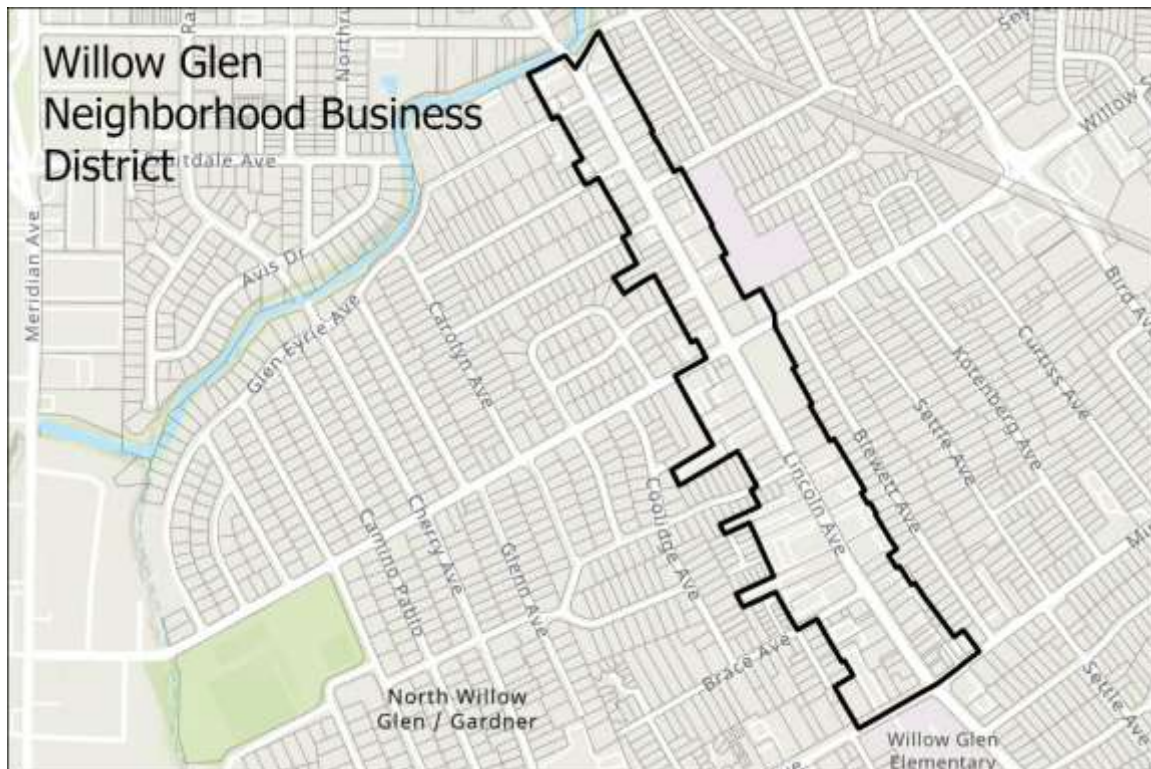 Willow Glen
Neighborhood Business
District
Meridian Ave
Avis Dr
Glen Eyrie Ave
Carolyn Ave
Camino Pablo
Cherry Ave
Glenn Ave
Coolidge Ave
Brace Ave
Lincoln Ave
Blewett Ave
Settle Ave
Kotenberg Ave
Curtiss Ave
Bird Av
Willow S
Settle Ave
North Willow
Glen / Gardner
Willow Glen
Elementary